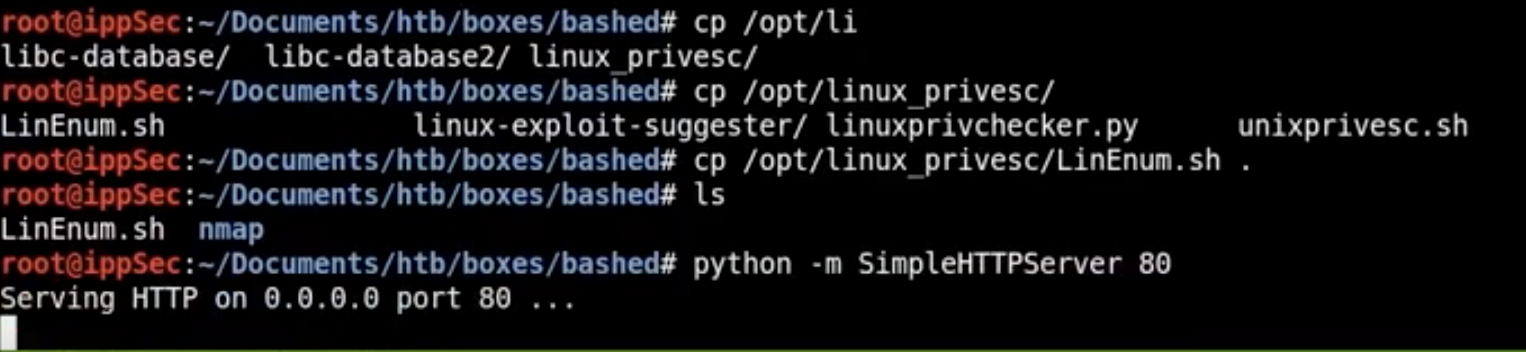 root@ippSec:~/Documents/htb/boxes/bashed# cp /opt/li
libc-database/  libc-database2/ linux_privesc/
root@ippSec:~/Documents/htb/boxes/bashed# cp /opt/linux_privesc/
LinEnum.sh               linux-exploit-suggester/ linuxprivchecker.py      unixprivesc.sh
root@ippSec:~/Documents/htb/boxes/bashed# cp /opt/linux_privesc/LinEnum.sh .
root@ippSec:~/Documents/htb/boxes/bashed# ls
LinEnum.sh  nmap
root@ippSec:~/Documents/htb/boxes/bashed# python -m SimpleHTTPServer 80
Serving HTTP on 0.0.0.0 port 80 ...